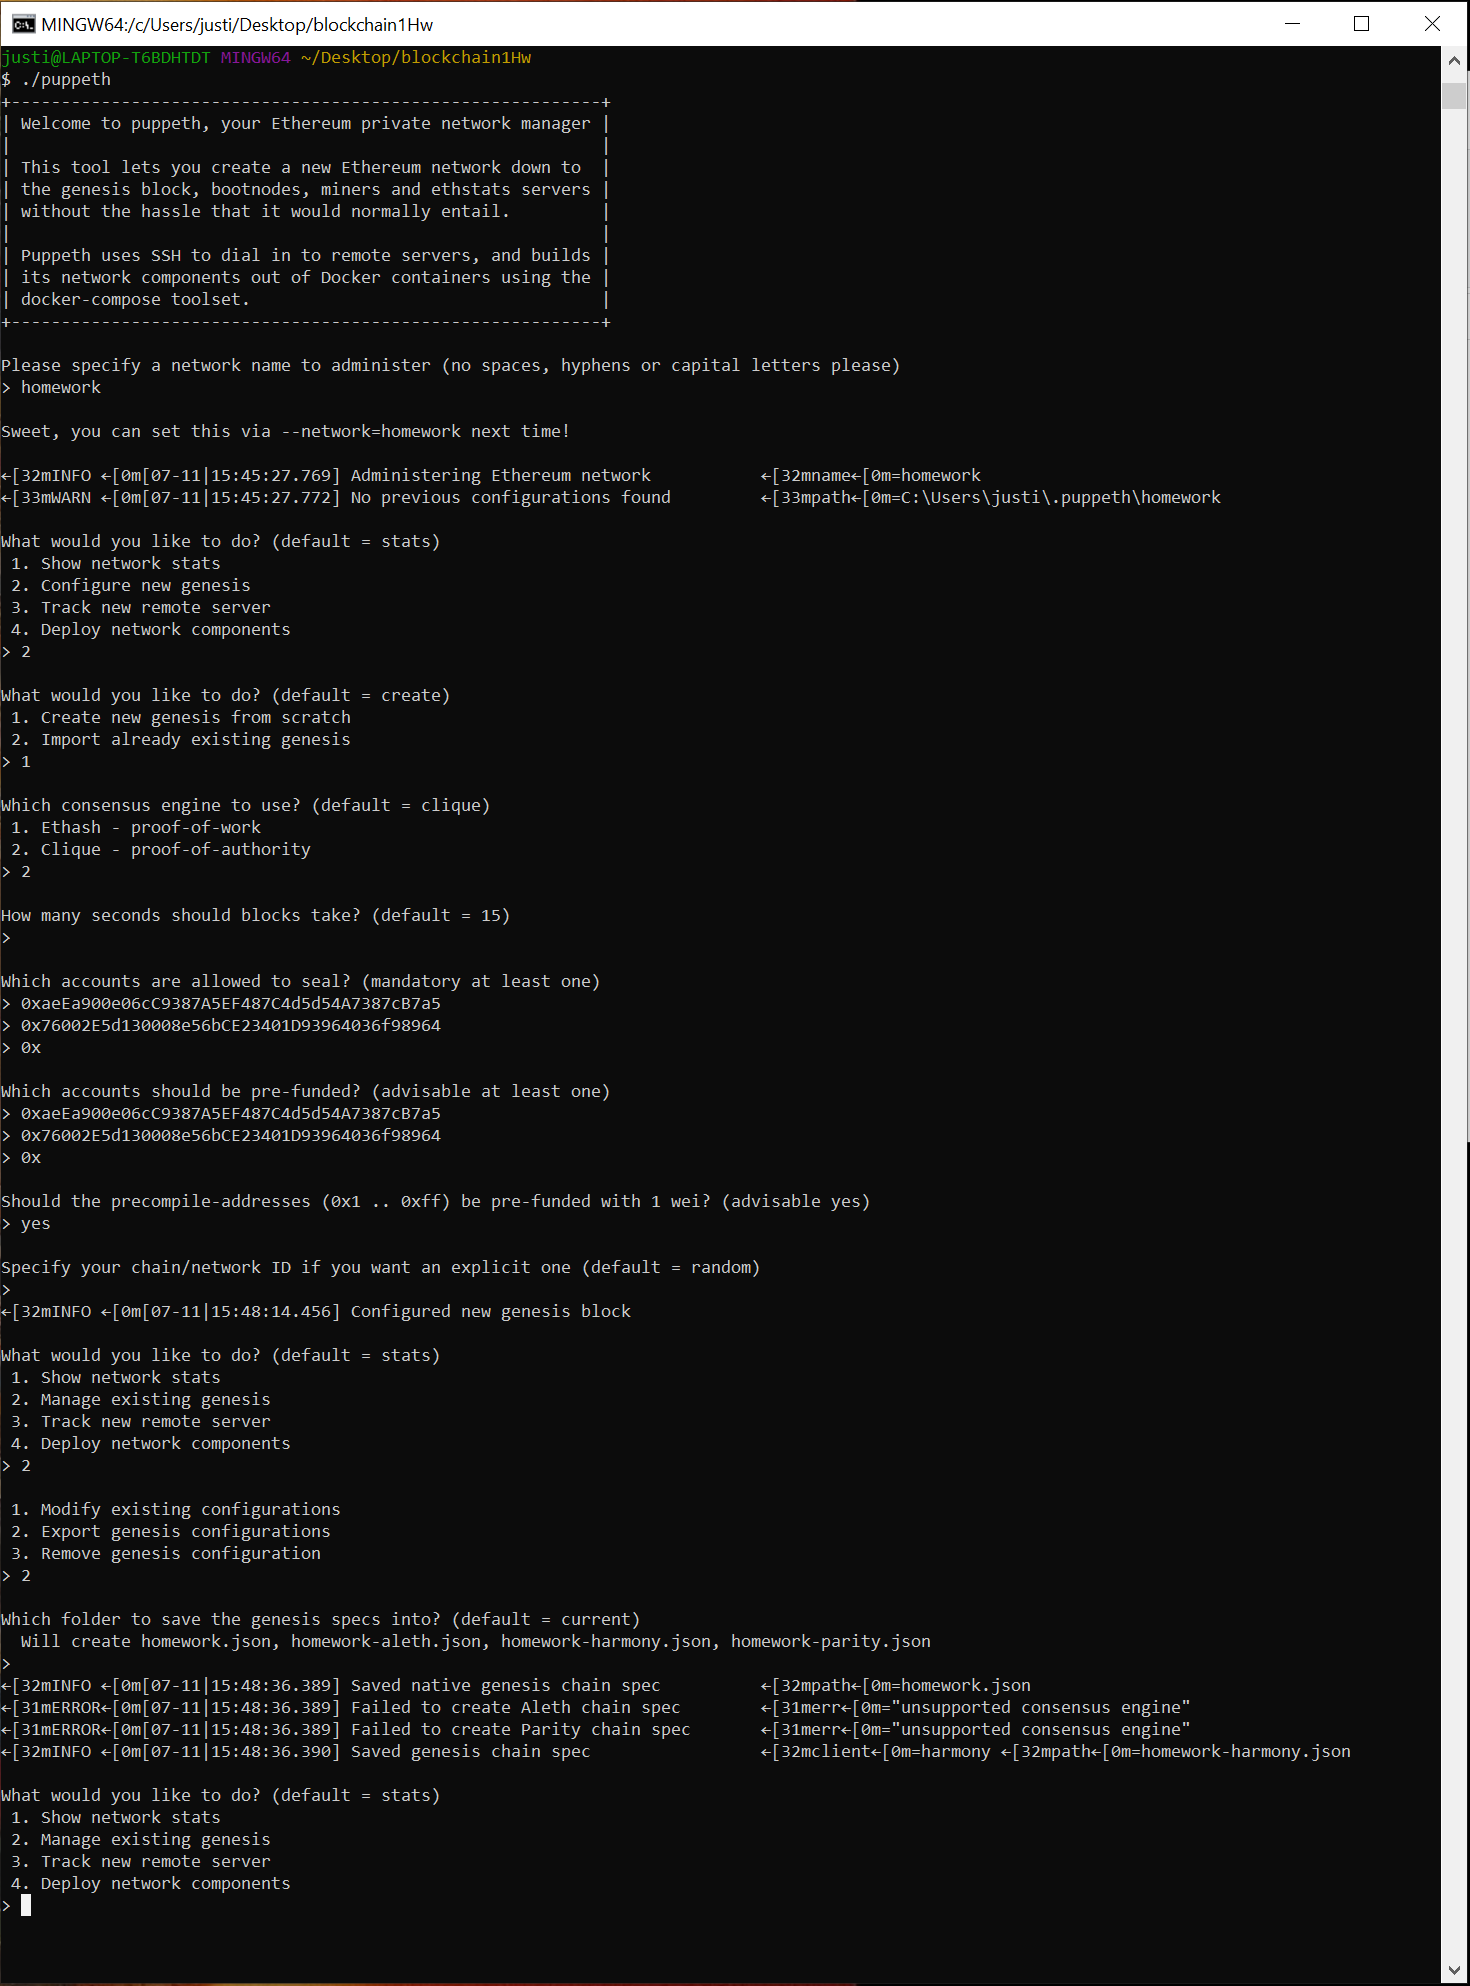 MINGW64:/c/Users/justi/Desktop/blockchain1Hw
justi@LAPTOP-T6BDHTDT MINGW64 ~/Desktop/blockchain1Hw
$ ./puppeth
+-----------------------------------------------------------+
| Welcome to puppeth, your Ethereum private network manager |
|                                                           |
| This tool lets you create a new Ethereum network down to  |
| the genesis block, bootnodes, miners and ethstats servers |
| without the hassle that it would normally entail.         |
|                                                           |
| Puppeth uses SSH to dial in to remote servers, and builds |
| its network components out of Docker containers using the |
| docker-compose toolset.                                   |
+-----------------------------------------------------------+
Please specify a network name to administer (no spaces, hyphens or capital letters please)
> homework
Sweet, you can set this via --network=homework next time!
←[32mINFO ←[0m[07-11|15:45:27.769] Administering Ethereum network           ←[32mname←[0m=homework
←[33mWARN ←[0m[07-11|15:45:27.772] No previous configurations found         ←[33mpath←[0m=C:\Users\justi\.puppeth\homework
What would you like to do? (default = stats)
 1. Show network stats
 2. Configure new genesis
 3. Track new remote server
 4. Deploy network components
> 2
What would you like to do? (default = create)
 1. Create new genesis from scratch
 2. Import already existing genesis
> 1
Which consensus engine to use? (default = clique)
 1. Ethash - proof-of-work
 2. Clique - proof-of-authority
> 2
How many seconds should blocks take? (default = 15)
>
Which accounts are allowed to seal? (mandatory at least one)
> 0xaeEa900e06cC9387A5EF487C4d5d54A7387cB7a5
> 0x76002E5d130008e56bCE23401D93964036f98964
> 0x
Which accounts should be pre-funded? (advisable at least one)
> 0xaeEa900e06cC9387A5EF487C4d5d54A7387cB7a5
> 0x76002E5d130008e56bCE23401D93964036f98964
> 0x
Should the precompile-addresses (0x1 .. 0xff) be pre-funded with 1 wei? (advisable yes)
> yes
Specify your chain/network ID if you want an explicit one (default = random)
>
←[32mINFO ←[0m[07-11|15:48:14.456] Configured new genesis block
What would you like to do? (default = stats)
 1. Show network stats
 2. Manage existing genesis
 3. Track new remote server
 4. Deploy network components
> 2
 1. Modify existing configurations
 2. Export genesis configurations
 3. Remove genesis configuration
> 2
Which folder to save the genesis specs into? (default = current)
  Will create homework.json, homework-aleth.json, homework-harmony.json, homework-parity.json
>
←[32mINFO ←[0m[07-11|15:48:36.389] Saved native genesis chain spec          ←[32mpath←[0m=homework.json
←[31mERROR←[0m[07-11|15:48:36.389] Failed to create Aleth chain spec        ←[31merr←[0m="unsupported consensus engine"
←[31mERROR←[0m[07-11|15:48:36.389] Failed to create Parity chain spec       ←[31merr←[0m="unsupported consensus engine"
←[32mINFO ←[0m[07-11|15:48:36.390] Saved genesis chain spec                 ←[32mclient←[0m=harmony ←[32mpath←[0m=homework-harmony.json
What would you like to do? (default = stats)
 1. Show network stats
 2. Manage existing genesis
 3. Track new remote server
 4. Deploy network components
>